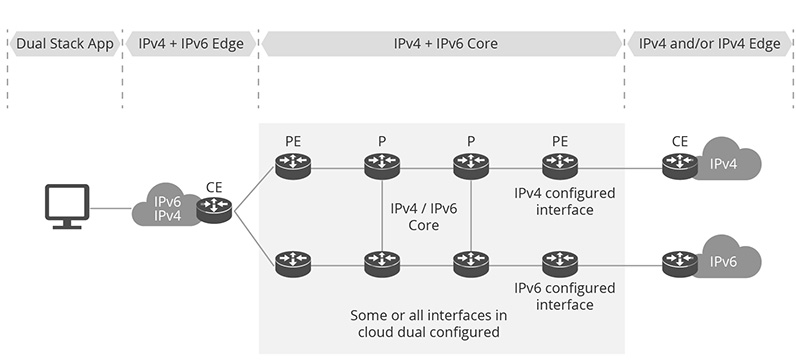 Dual Stack App
IPv4 + IPv6 Edge
IPv4 + IPv6 Core
IPv4 and/or IPv4 Edge
PE
P
P
PE
CE
IPv4
IPv4 configured
interface
CE
IPv6
IPv4
IPv4 / IPv6
Core
IPv6
IPv6 configured
interface
Some or all interfaces in
cloud dual configured